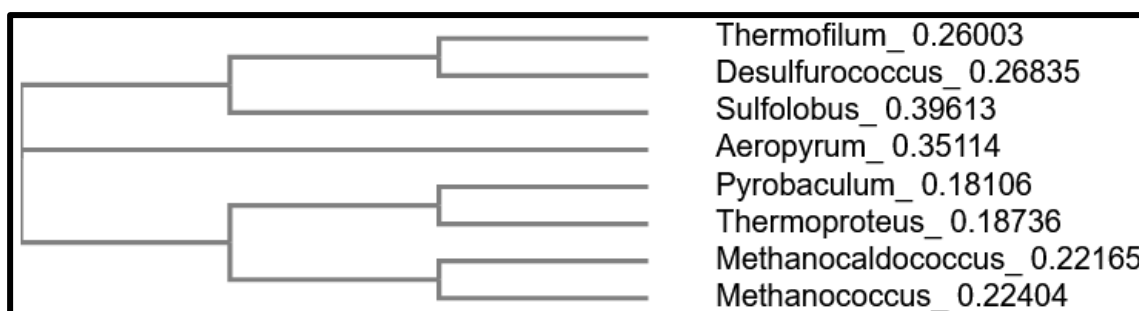 Thermofilum_ 0.26003
Desulfurococcus_ 0.26835
Sulfolobus_ 0.39613
Aeropyrum_ 0.35114
Pyrobaculum_ 0.18106
Thermoproteus_ 0.18736
Methanocaldococcus_ 0.22165
Methanococcus_ 0.22404